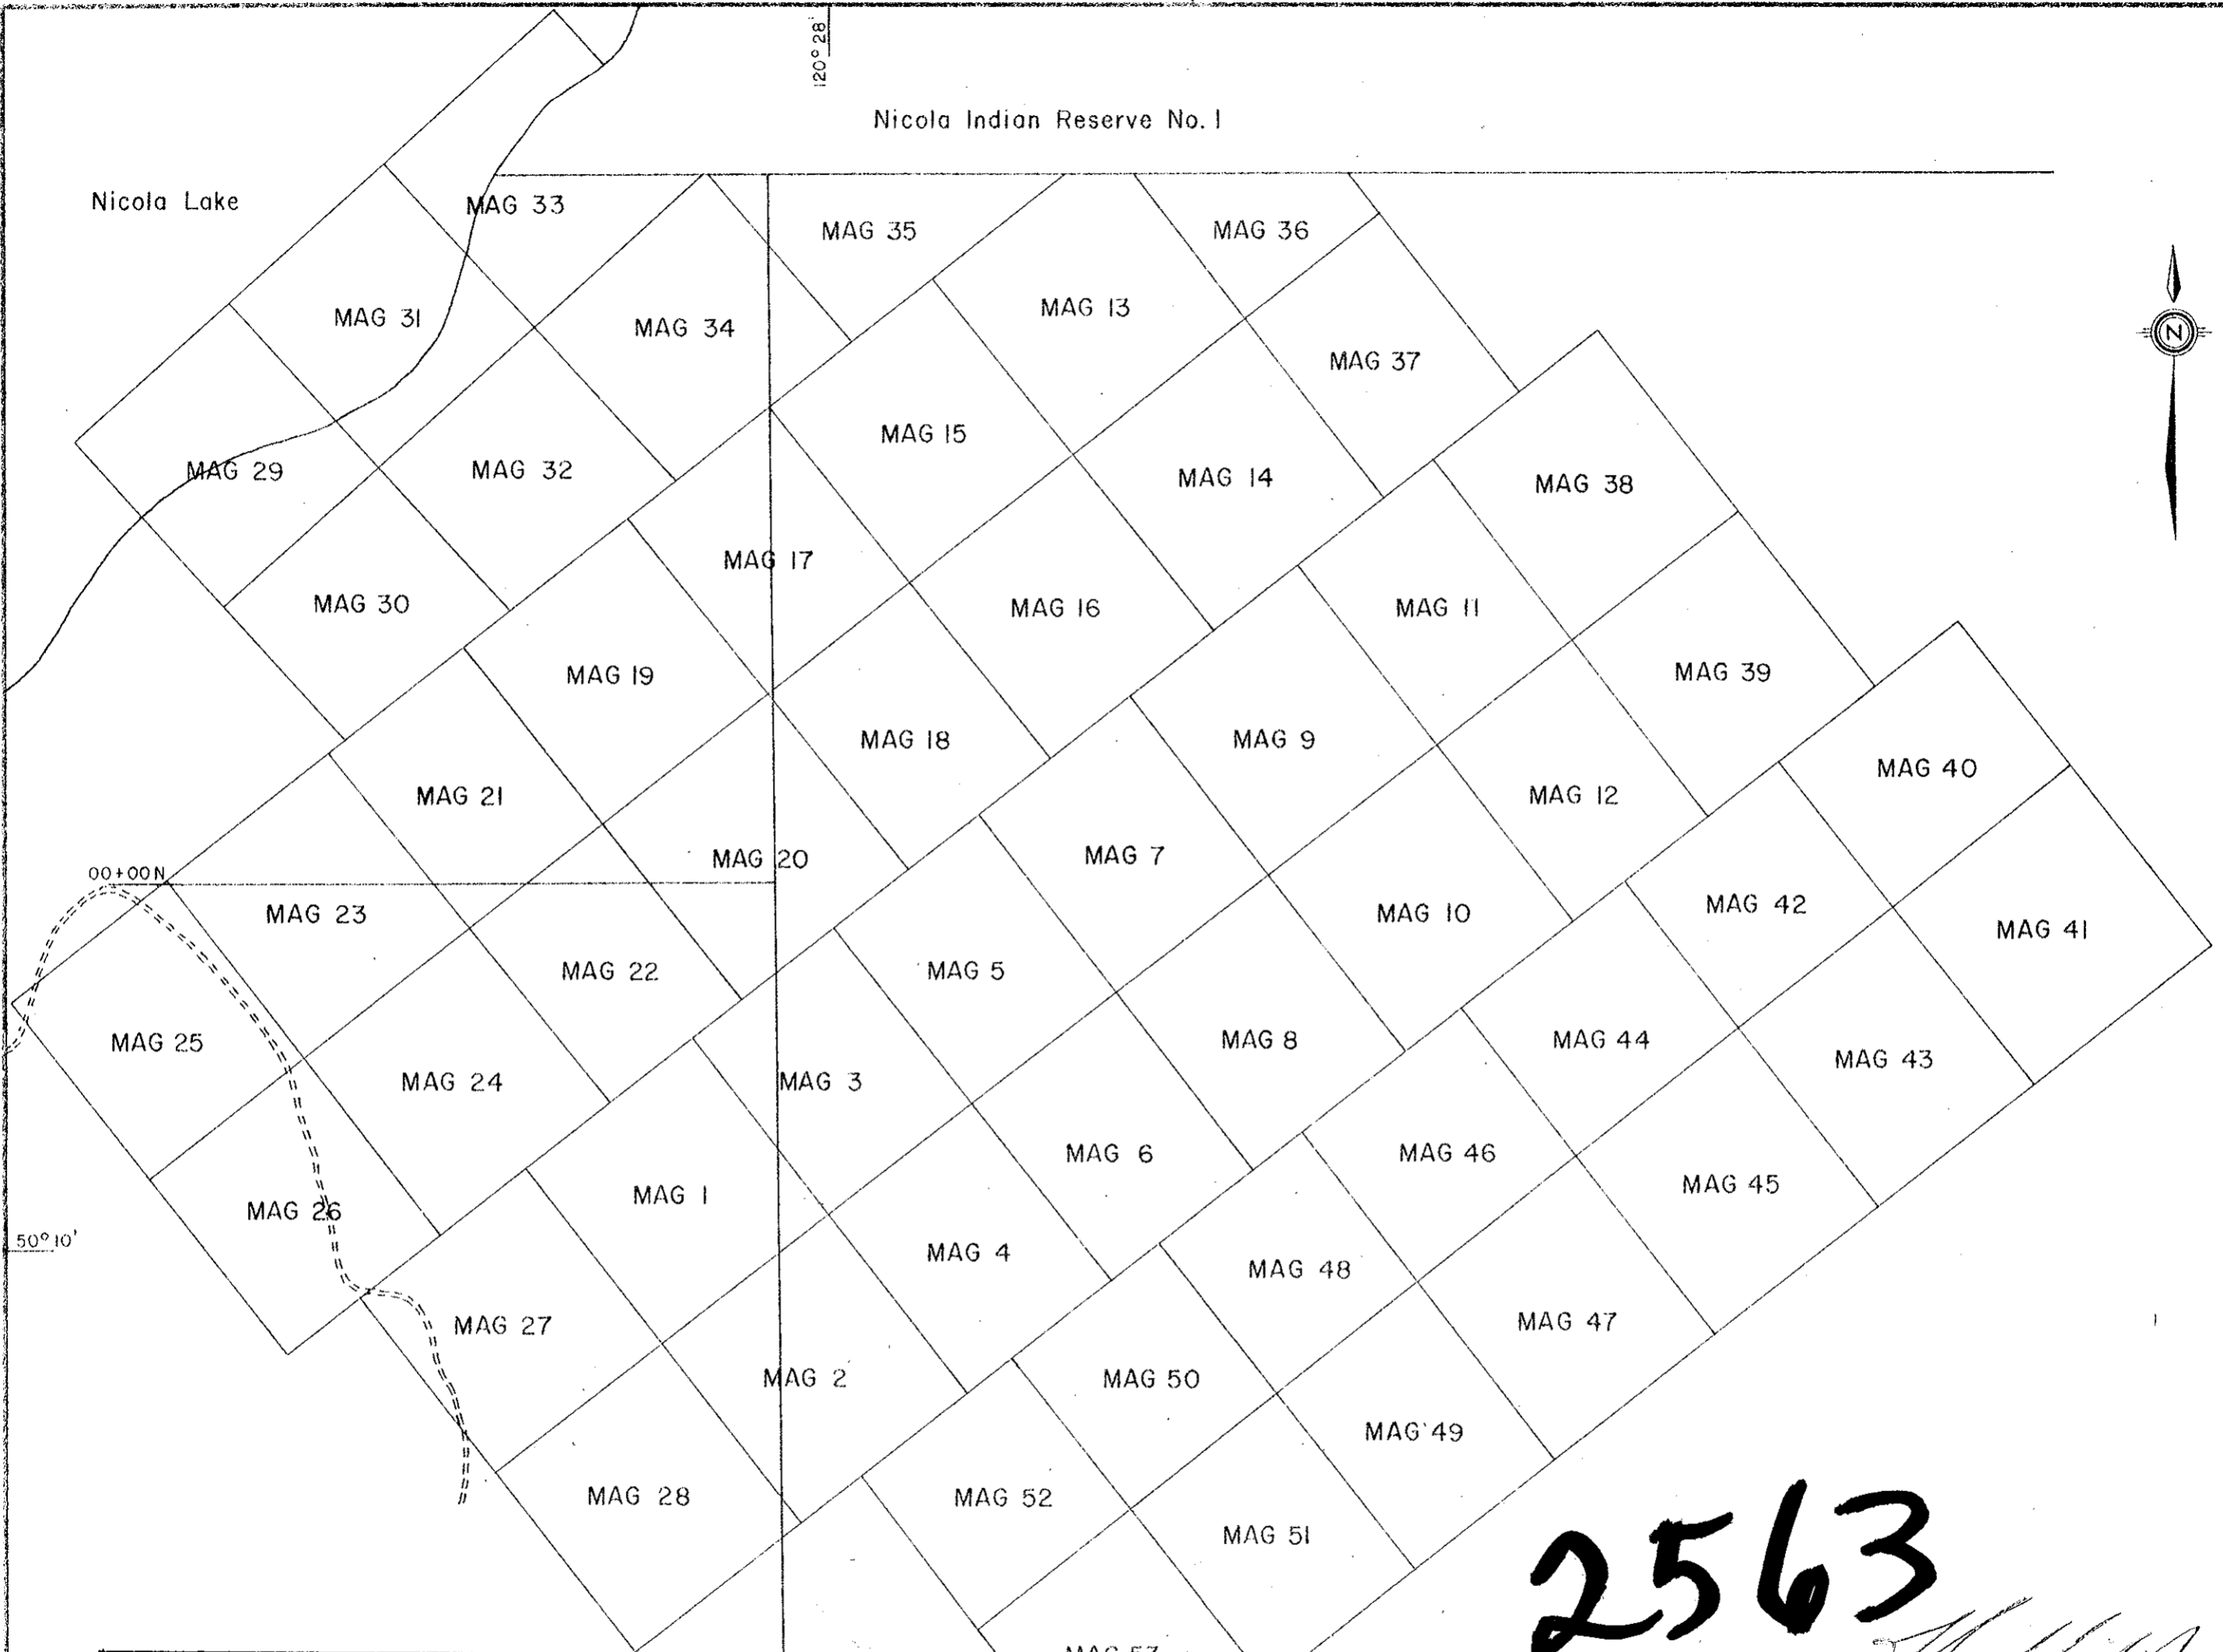 120° 28'
Nicola Indian Reserve No. 1
Nicola Lake
MAG 33
MAG 35
MAG 36
MAG 31
MAG 34
MAG 13
MAG 37
N
MAG 29
MAG 32
MAG 15
MAG 14
MAG 38
MAG 30
MAG 17
MAG 16
MAG 11
MAG 39
MAG 19
MAG 18
MAG 9
MAG 12
MAG 40
MAG 21
MAG 20
MAG 7
MAG 10
MAG 42
MAG 41
00+00N
MAG 23
MAG 22
MAG 5
MAG 8
MAG 44
MAG 43
MAG 25
MAG 24
MAG 3
MAG 6
MAG 46
MAG 45
MAG 26
MAG 1
MAG 4
MAG 48
MAG 47
50° 10'
MAG 27
MAG 2
MAG 50
MAG 49
MAG 28
MAG 52
MAG 51
2563